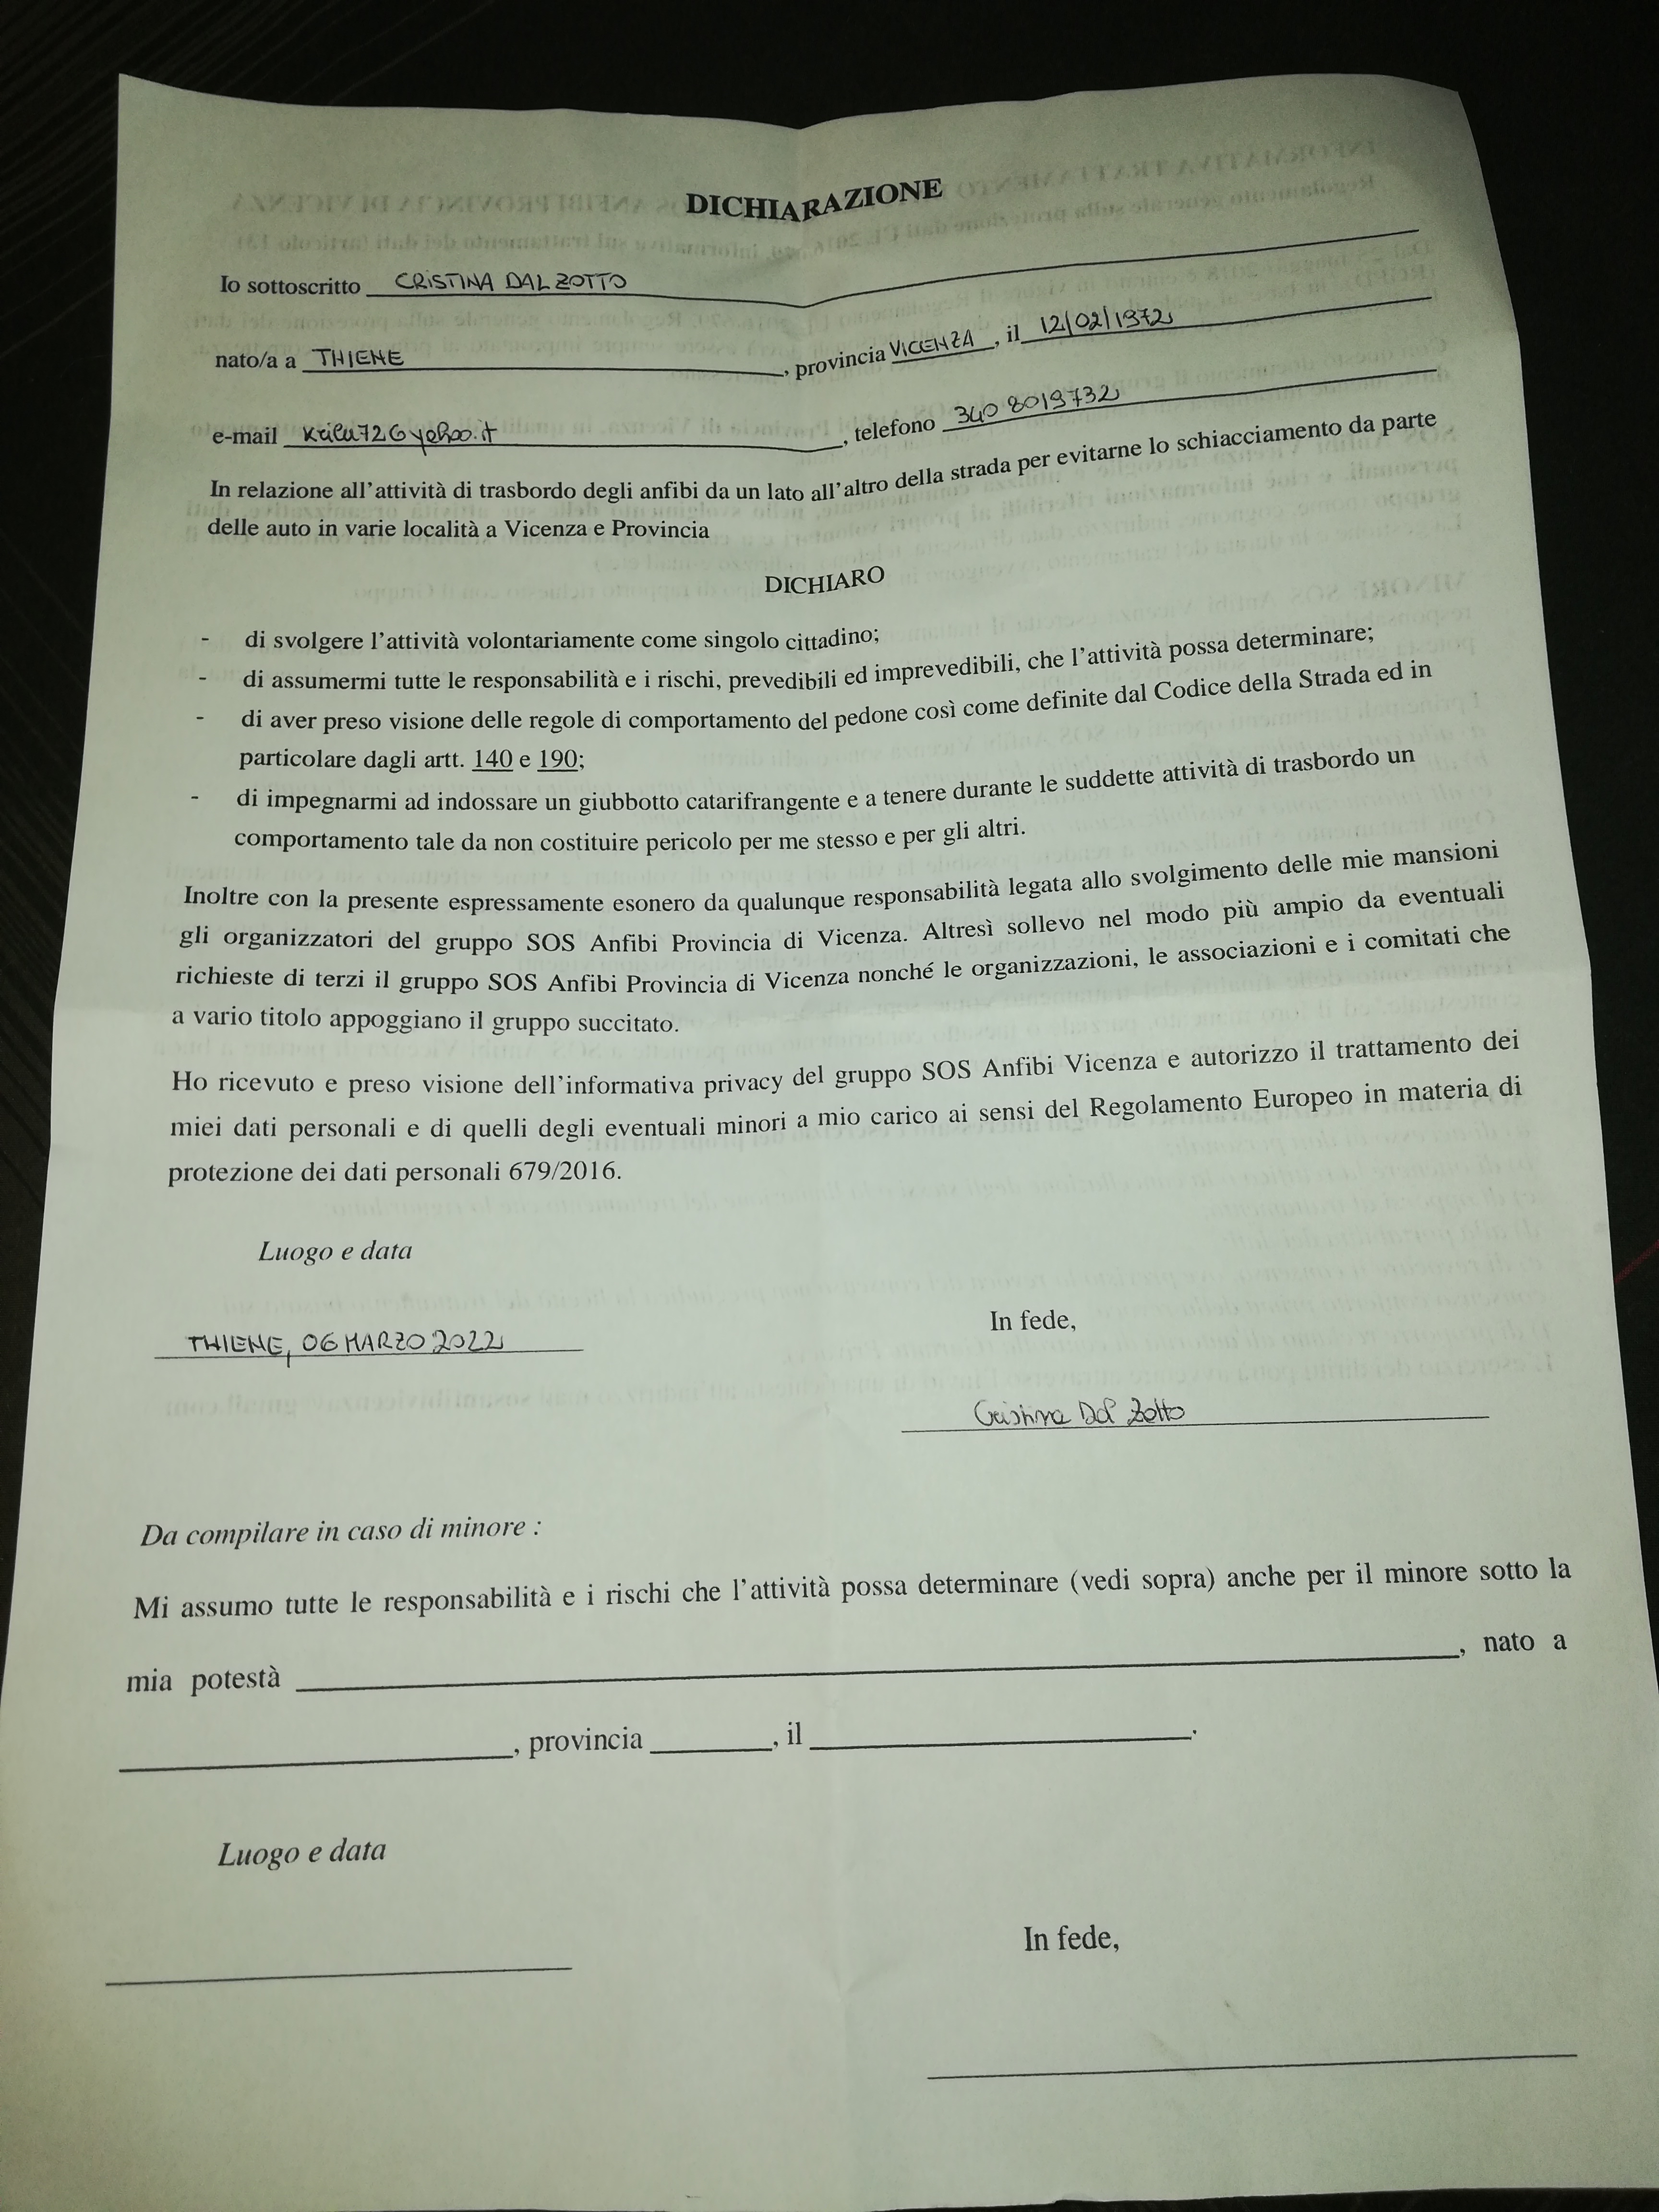 DICHIARAZIONE
Io sottoscritto CRISTINA DAL ZOTTO
nato/a a THIENE, provincia VICENZA, il 12/02/1972
e-mail telefono 340 8019732
In relazione all'attività di trasbordo degli anfibi da un lato all'altro della strada per evitarne lo schiacciamento da parte
delle auto in varie località a Vicenza e Provincia
DICHIARO
- di svolgere l'attività volontariamente come singolo cittadino;
- di assumermi tutte le responsabilità e i rischi, prevedibili ed imprevedibili, che l'attività possa determinare;
- di aver preso visione delle regole di comportamento del pedone così come definite dal Codice della Strada ed in
particolare dagli artt. 140 e 190;
- di impegnarmi ad indossare un giubbotto catarifrangente e a tenere durante le suddette attività di trasbordo un
comportamento tale da non costituire pericolo per me stesso e per gli altri.
Inoltre con la presente espressamente esonero da qualunque responsabilità legata allo svolgimento delle mie mansioni
gli organizzatori del gruppo SOS Anfibi Provincia di Vicenza. Altresì sollevo nel modo più ampio da eventuali
richieste di terzi il gruppo SOS Anfibi Provincia di Vicenza nonché le organizzazioni, le associazioni e i comitati che
a vario titolo appoggiano il gruppo succitato.
Ho ricevuto e preso visione dell'informativa privacy del gruppo SOS Anfibi Vicenza e autorizzo il trattamento dei
miei dati personali e di quelli degli eventuali minori a mio carico ai sensi del Regolamento Europeo in materia di
protezione dei dati personali 679/2016.
Luogo e data
In fede,
THIENE, 06 MARZO 2022
Cristina Dal Zotto
Da compilare in caso di minore :
Mi assumo tutte le responsabilità e i rischi che l'attività possa determinare (vedi sopra) anche per il minore sotto la
mia potestà , nato a
, provincia , il .
Luogo e data
In fede,